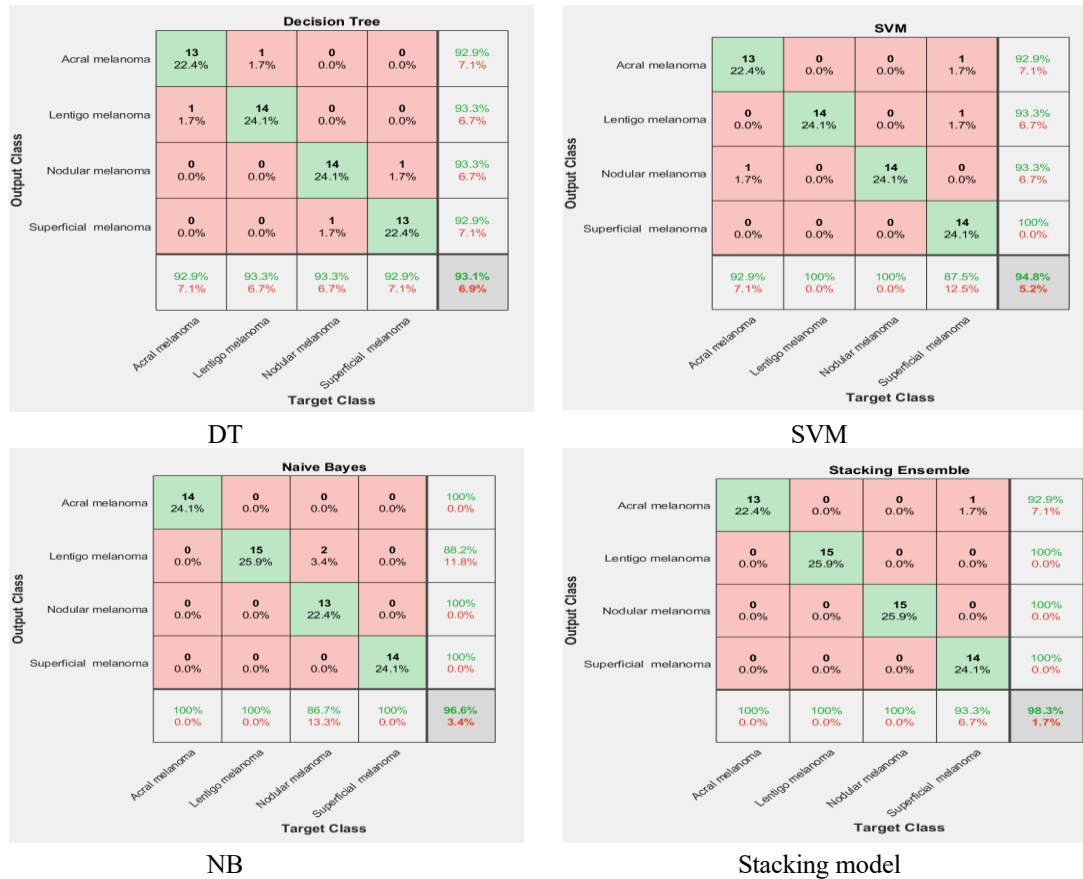 Decision Tree
Output Class
Acral melanoma 13 1 0 0 92.9%
22.4% 1.7% 0.0% 0.0% 7.1%
Lentigo melanoma 1 14 0 0 93.3%
1.7% 24.1% 0.0% 0.0% 6.7%
Nodular melanoma 0 0 14 1 93.3%
0.0% 0.0% 24.1% 1.7% 6.7%
Superficial melanoma 0 0 1 13 92.9%
0.0% 0.0% 1.7% 22.4% 7.1%
92.9% 93.3% 93.3% 92.9% 93.1%
7.1% 6.7% 6.7% 7.1% 6.9%
Acral melanoma
Lentigo melanoma
Nodular melanoma
Superficial melanoma
Target Class
DT
SVM
Output Class
Acral melanoma 13 0 0 1 92.9%
22.4% 0.0% 0.0% 1.7% 7.1%
Lentigo melanoma 0 14 0 1 93.3%
0.0% 24.1% 0.0% 1.7% 6.7%
Nodular melanoma 1 0 14 0 93.3%
1.7% 0.0% 24.1% 0.0% 6.7%
Superficial melanoma 0 0 0 14 100%
0.0% 0.0% 0.0% 24.1% 0.0%
92.9% 100% 100% 87.5% 94.8%
7.1% 0.0% 0.0% 12.5% 5.2%
Acral melanoma
Lentigo melanoma
Nodular melanoma
Superficial melanoma
Target Class
SVM
Naive Bayes
Output Class
Acral melanoma 14 0 0 0 100%
24.1% 0.0% 0.0% 0.0% 0.0%
Lentigo melanoma 0 15 2 0 88.2%
0.0% 25.9% 3.4% 0.0% 11.8%
Nodular melanoma 0 0 13 0 100%
0.0% 0.0% 22.4% 0.0% 0.0%
Superficial melanoma 0 0 0 14 100%
0.0% 0.0% 0.0% 24.1% 0.0%
100% 100% 86.7% 100% 96.6%
0.0% 0.0% 13.3% 0.0% 3.4%
Acral melanoma
Lentigo melanoma
Nodular melanoma
Superficial melanoma
Target Class
NB
Stacking Ensemble
Output Class
Acral melanoma 13 0 0 1 92.9%
22.4% 0.0% 0.0% 1.7% 7.1%
Lentigo melanoma 0 15 0 0 100%
0.0% 25.9% 0.0% 0.0% 0.0%
Nodular melanoma 0 0 15 0 100%
0.0% 0.0% 25.9% 0.0% 0.0%
Superficial melanoma 0 0 0 14 100%
0.0% 0.0% 0.0% 24.1% 0.0%
100% 100% 100% 93.3% 98.3%
0.0% 0.0% 0.0% 6.7% 1.7%
Acral melanoma
Lentigo melanoma
Nodular melanoma
Superficial melanoma
Target Class
Stacking model